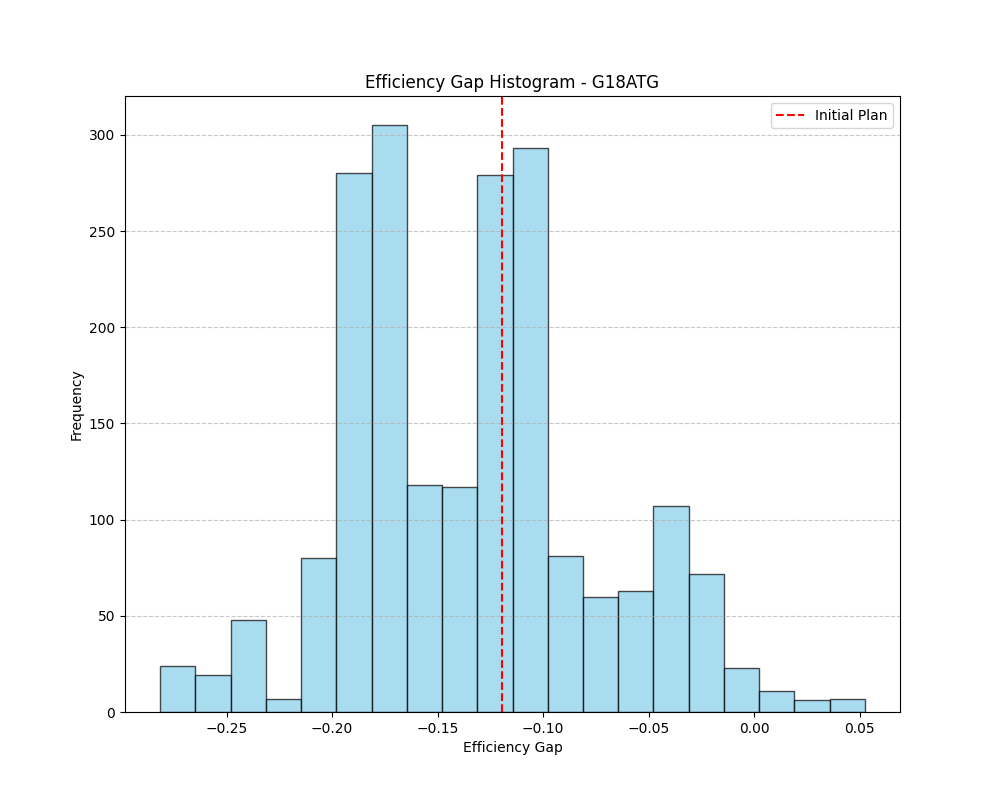 Efficiency Gap Histogram - G18ATG
Initial Plan
300
250
200
150
100
50
0
Frequency
−0.25 −0.20 −0.15 −0.10 −0.05 0.00 0.05
Efficiency Gap